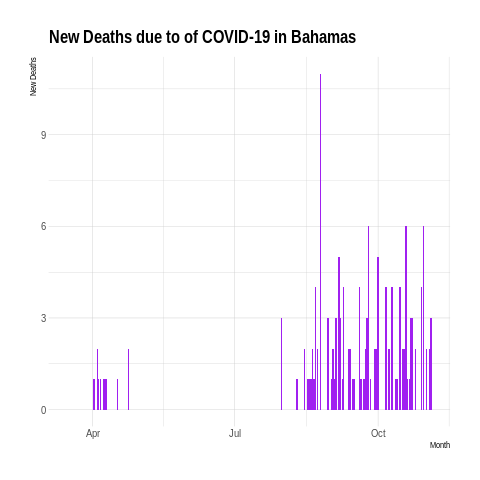 New Deaths due to of COVID-19 in Bahamas
New Deaths
9
6
3
0
Apr
Jul
Oct
Month